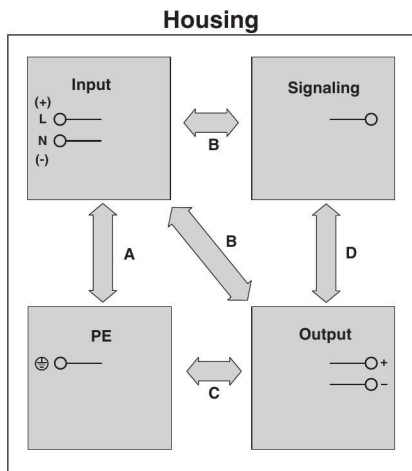 Housing
Input
(+)
L
N
(-)
Signaling
B
A
B
D
PE
Output
+
–
C